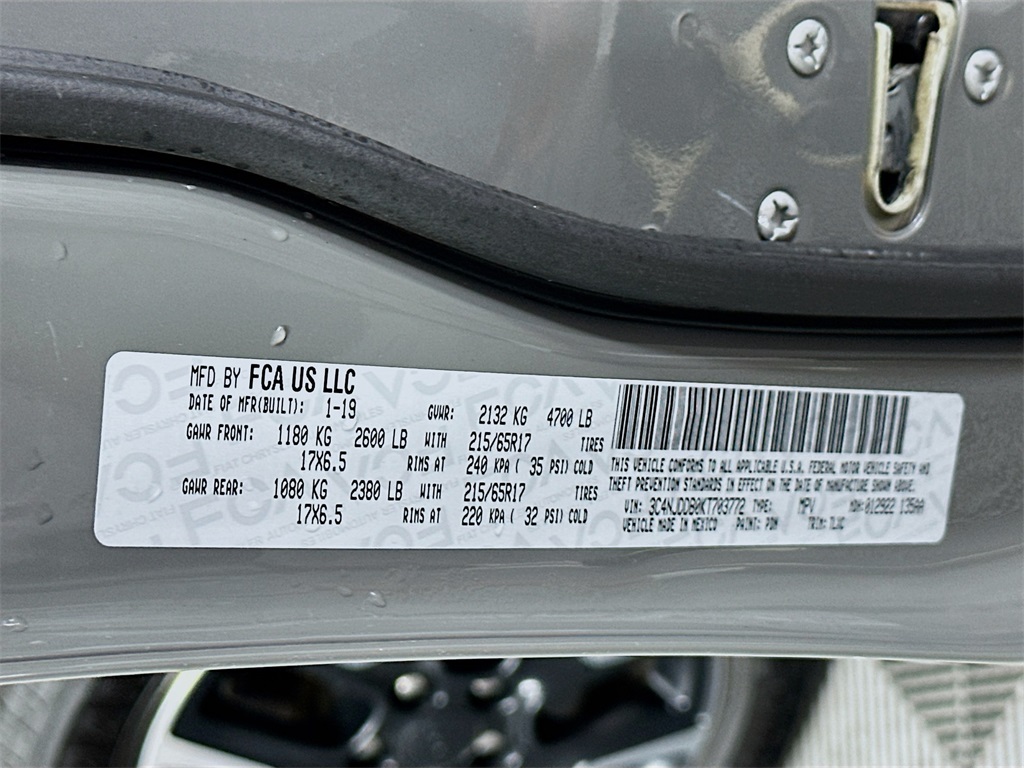 MFD BY FCA US LLC
DATE OF MFR(BUILT): 1-19 GVWR: 2132 KG 4700 LB
GAWR FRONT: 1180 KG 2600 LB WITH 215/65R17 TIRES
17X6.5 RIMS AT 240 KPA ( 35 PSI) COLD
GAWR REAR: 1080 KG 2380 LB WITH 215/65R17 TIRES
17X6.5 RIMS AT 220 KPA ( 32 PSI) COLD
THIS VEHICLE CONFORMS TO ALL APPLICABLE U.S.A. FEDERAL MOTOR VEHICLE SAFETY AND
THEFT PREVENTION STANDARDS IN EFFECT ON THE DATE OF MANUFACTURE SHOWN ABOVE.
VIN: 3C4NJDDB0KT703772 TYPE: MPV MDH: 012922 135AA
VEHICLE MADE IN MEXICO PAINT: PDN TRIM: